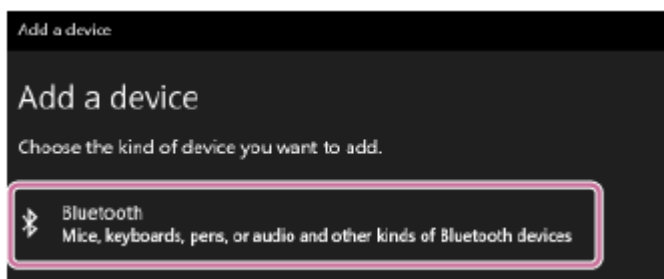 Add a device
Add a device
Choose the kind of device you want to add.
Bluetooth
Mice, keyboards, pens, or audio and other kinds of Bluetooth devices